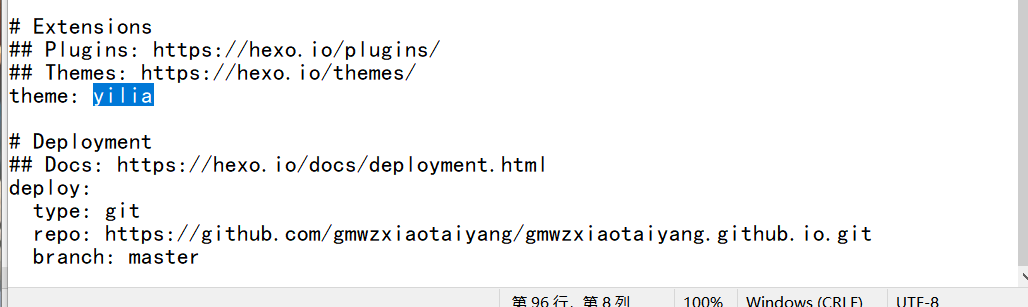 # Extensions
## Plugins: https://hexo.io/plugins/
## Themes: https://hexo.io/themes/
theme: yilia
# Deployment
## Docs: https://hexo.io/docs/deployment.html
deploy:
  type: git
  repo: https://github.com/gmwzxiaotaiyang/gmwzxiaotaiyang.github.io.git
  branch: master
第 96 行，第 8 列 100% Windows (CRLF) UTF-8